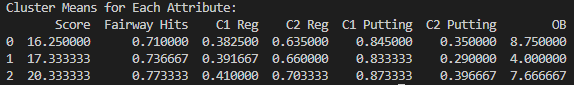 Cluster Means for Each Attribute:
Score Fairway Hits C1 Reg C2 Reg C1 Putting C2 Putting OB
0 16.250000 0.710000 0.382500 0.635000 0.845000 0.350000 8.750000
1 17.333333 0.736667 0.391667 0.660000 0.833333 0.290000 4.000000
2 20.333333 0.773333 0.410000 0.703333 0.873333 0.396667 7.666667